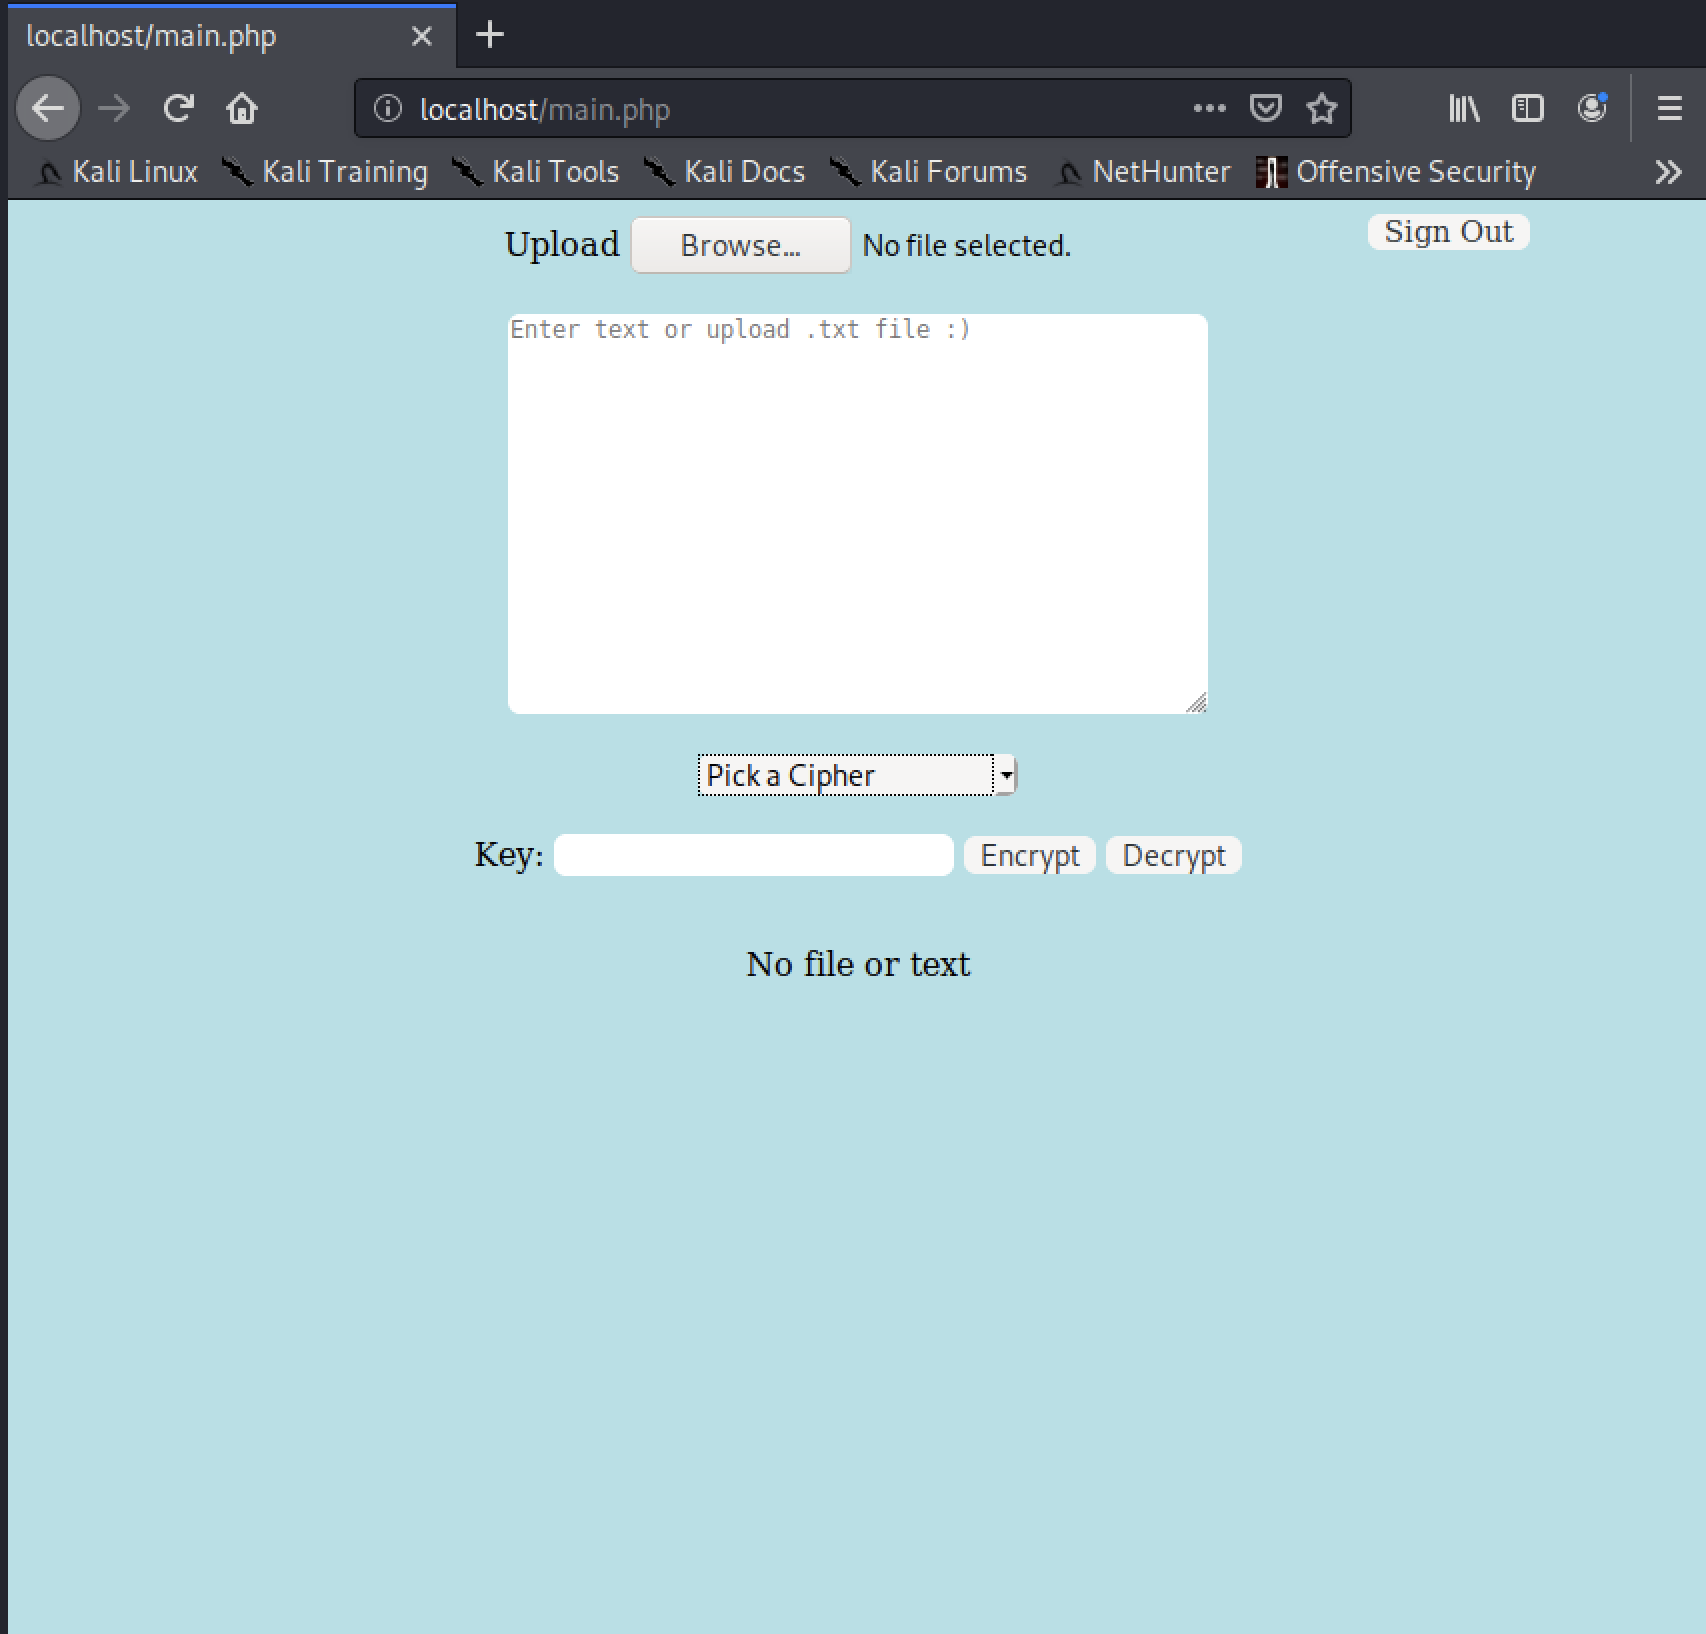 localhost/main.php
localhost/main.php
Kali Linux Kali Training Kali Tools Kali Docs Kali Forums NetHunter Offensive Security
Upload Browse... No file selected. Sign Out
Enter text or upload .txt file :)
Pick a Cipher
Key: Encrypt Decrypt
No file or text